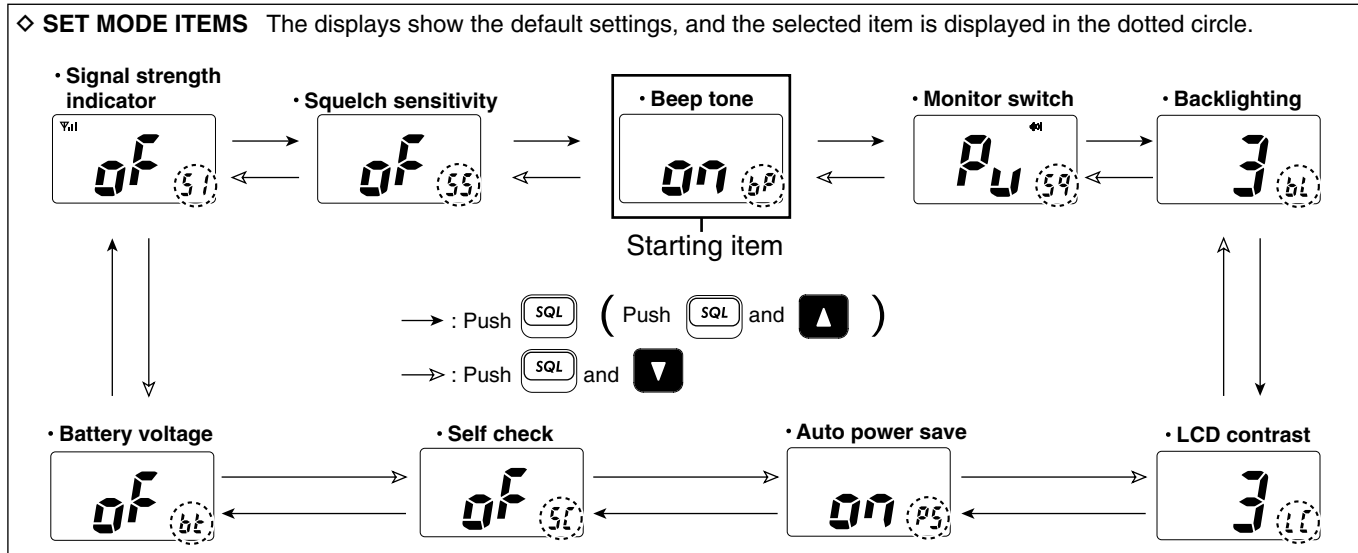 ◇ SET MODE ITEMS The displays show the default settings, and the selected item is displayed in the dotted circle.
· Signal strength indicator
oF S1
· Squelch sensitivity
oF SS
· Beep tone
on bP
Starting item
· Monitor switch
Pu S9
· Backlighting
3 bL
: Push SQL ( Push SQL and ▲ )
: Push SQL and ▼
· Battery voltage
oF bt
· Self check
oF SC
· Auto power save
on PS
· LCD contrast
3 LC